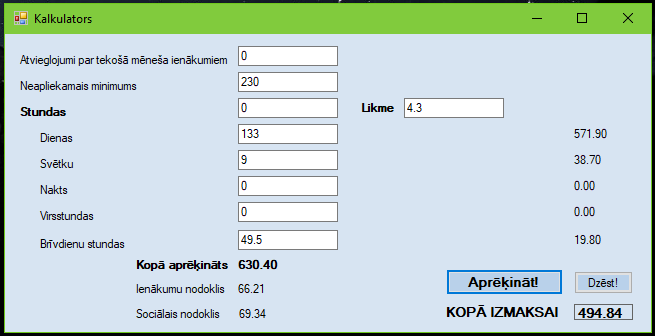 Kalkulators
Atvieglojumi par tekošā mēneša ienākumiem 0
Neapliekamais minimums 230
Stundas 0 Likme 4.3
Dienas 133 571.90
Svētku 9 38.70
Nakts 0 0.00
Virsstundas 0 0.00
Brīvdienu stundas 49.5 19.80
Kopā aprēķināts 630.40
Ienākumu nodoklis 66.21 Aprēķināt! Dzēst!
Sociālais nodoklis 69.34 KOPĀ IZMAKSAI 494.84